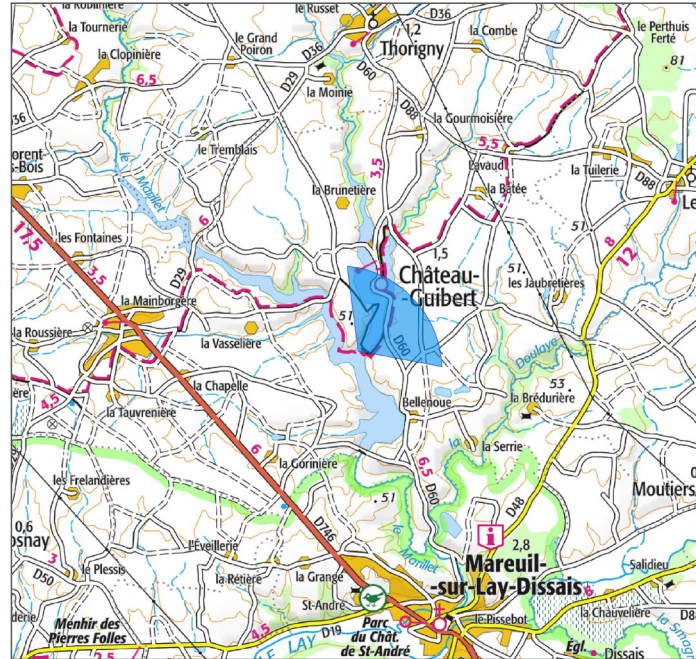 la Robinière
la Tournerie
la Clopinière
D36
6,5
le Grand
Poiron
D36
D29
le Russet
1,2
D36
Thorigny
D60
la Moinie
la Combe
le Perthuis
Ferté
81
D88
la Gourmoisière
5,5
le Tremblais
le Marillet
3,5
la Brunetière
Lavaud
la Batée
la Tuilerie
D88
Le
17,5
les Fontaines
3,5
D29
6
1,5
Château-
-Guibert
51
51
8
12
les Jaubretières
la Mainborgère
la Roussière
la Vasselière
51
D60
Doulaye
la
53
la Brédurière
4,5
la Tauvrenière
la Chapelle
Bellenoue
la Serrie
6
la Gorinière
6,5
D60
les Frelandières
51
D48
Moutiers
0,6
osnay
3
D50
le Plessis
l'Éveillerie
D746
le Marillet
i
2,8
la Rétière
la Grange
Mareuil-
-sur-Lay-Dissais
Salidieu
St-André
le Pissebot
la Chauvelière
D8
Menhir des
Pierres Folles
4,5
D19
LE LAY
Parc
du Chât.
de St-André
Égl.
Dissais
2,5